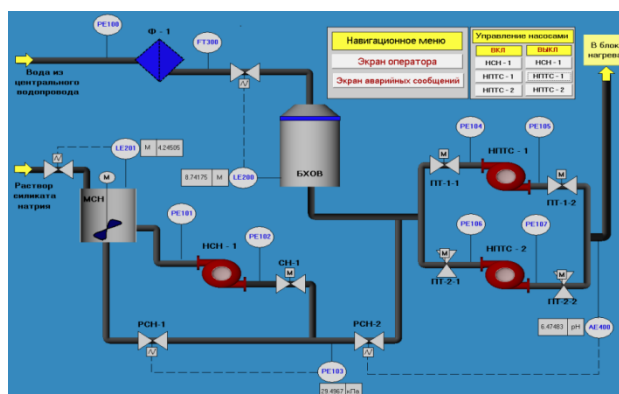 PE100
Ф - 1
FT300
Вода из
центрального
водопровода
Навигационное меню
Экран оператора
Экран аварийных сообщений
Управление насосами
ВКЛ
ВЫКЛ
НСН - 1
НСН - 1
НПТС - 1
НПТС - 1
НПТС - 2
НПТС - 2
В блок
нагрева
LE201
M
4.24505
Раствор
силиката
натрия
M
МСН
8.74175
M
LE200
БХОВ
PE104
НПТС - 1
PE105
M
M
ПТ-1-1
ПТ-1-2
PE101
НСН - 1
PE102
СН-1
M
PE106
НПТС - 2
PE107
M
M
ПТ-2-1
ПТ-2-2
РСН-1
РСН-2
6.47483
pH
AE400
PE103
29.4967
кПа